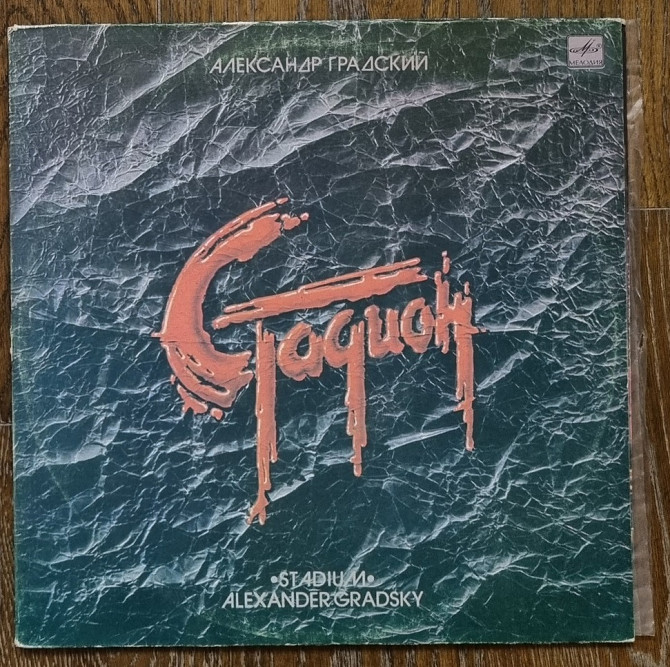 АЛЕКСАНДР ГРАДСКИЙ
МЕЛОДИЯ
Стадион
•STADIUM•
ALEXANDER GRADSKY